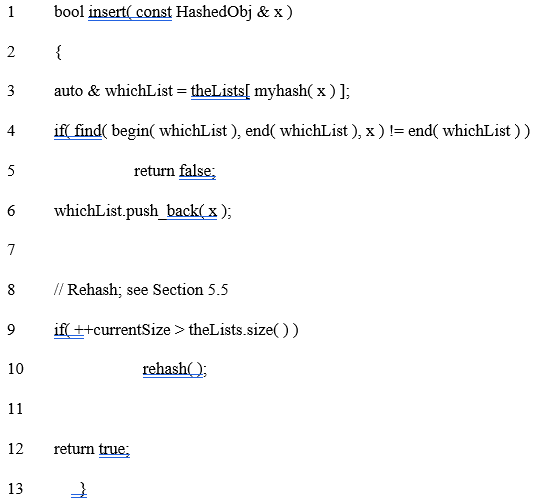 1 bool insert( const HashedObj & x )
2 {
3 auto & whichList = theLists[ myhash( x ) ];
4 if( find( begin( whichList ), end( whichList ), x ) != end( whichList ) )
5 return false;
6 whichList.push_back( x );
7
8 // Rehash; see Section 5.5
9 if( ++currentSize > theLists.size( ) )
10 rehash( );
11
12 return true;
13 }